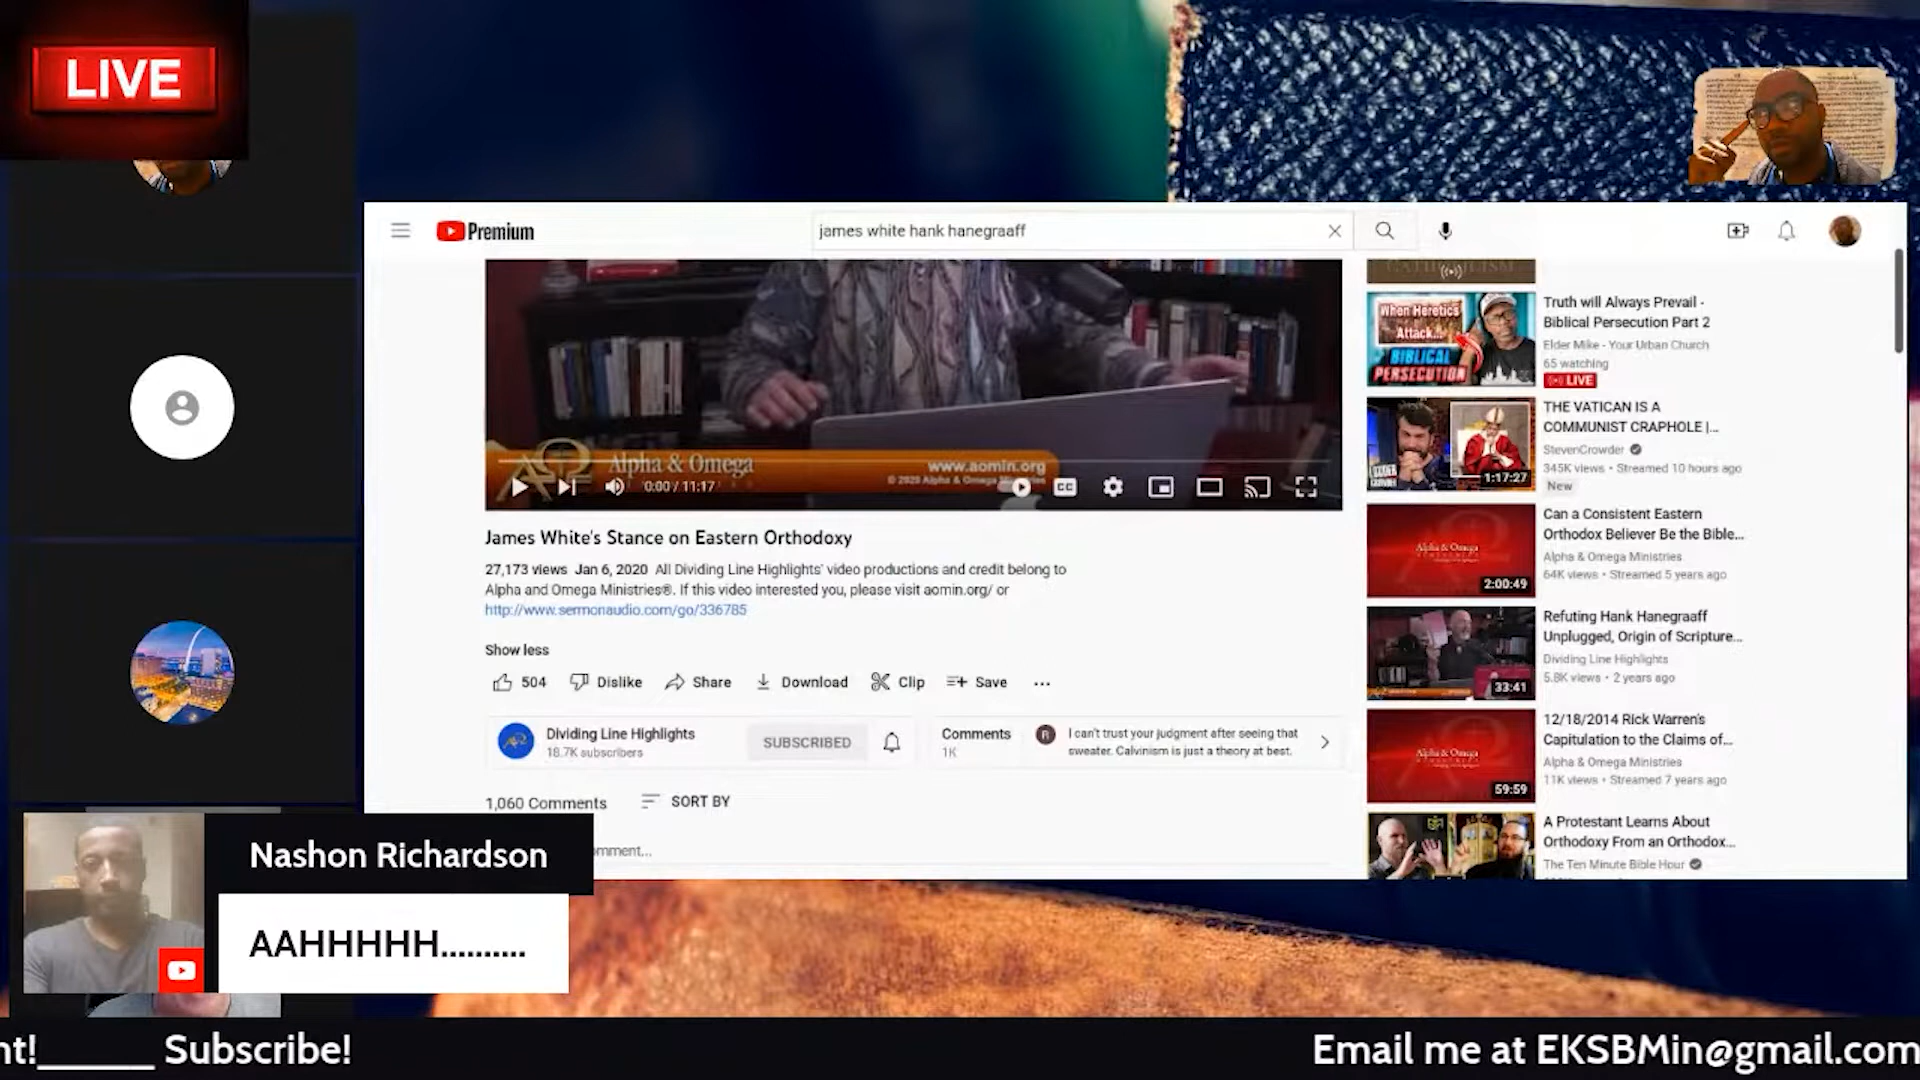 LIVE
Premium
james white hank hanegraaff
Alpha & Omega
www.aomin.org
0:00 / 11:17
CC
James White's Stance on Eastern Orthodoxy
27,173 views Jan 6, 2020 All Dividing Line Highlights' video productions and credit belong to
Alpha and Omega Ministries®. If this video interested you, please visit aomin.org/ or
http://www.sermonaudio.com/go/336785
Show less
504 Dislike Share Download Clip Save ...
Dividing Line Highlights
18.7K subscribers
SUBSCRIBED
Comments
1K
I can't trust your judgment after seeing that
sweater. Calvinism is just a theory at best.
1,060 Comments
SORT BY
mment...
When Heretics
Attack...
BIBLICAL
PERSECUTION
Truth will Always Prevail -
Biblical Persecution Part 2
Elder Mike - Your Urban Church
65 watching
LIVE
1:17:27
THE VATICAN IS A
COMMUNIST CRAPHOLE |...
StevenCrowder
345K views • Streamed 10 hours ago
New
Alpha & Omega
2:00:49
Can a Consistent Eastern
Orthodox Believer Be the Bible...
Alpha & Omega Ministries
64K views • Streamed 5 years ago
33:41
Refuting Hank Hanegraaff
Unplugged, Origin of Scripture...
Dividing Line Highlights
5.8K views • 2 years ago
Alpha & Omega
59:59
12/18/2014 Rick Warren's
Capitulation to the Claims of...
Alpha & Omega Ministries
11K views • Streamed 7 years ago
A Protestant Learns About
Orthodoxy From an Orthodox...
The Ten Minute Bible Hour
Nashon Richardson
AAHHHHH..........
nt!______ Subscribe!
Email me at EKSBMin@gmail.com